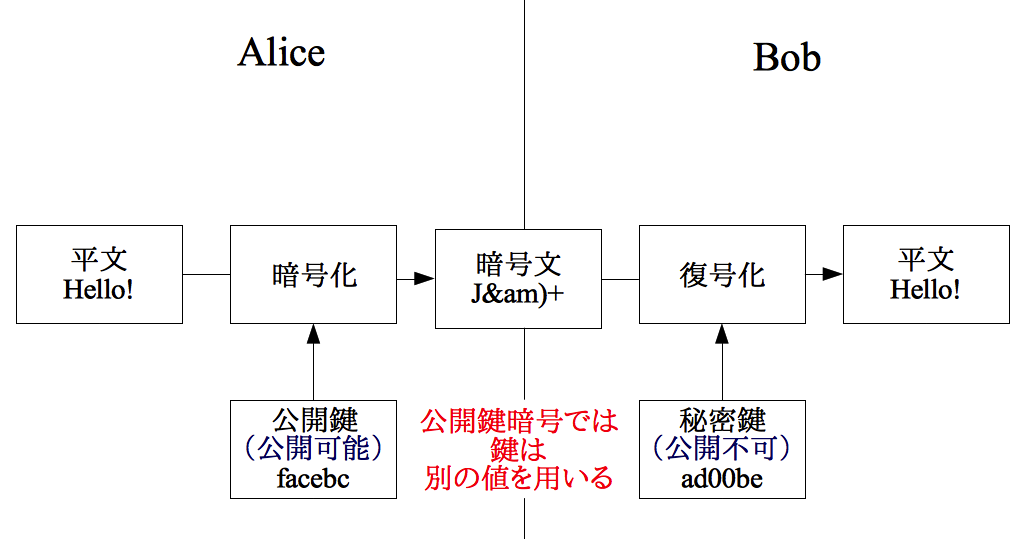 Alice
Bob
平文
Hello!
暗号化
暗号文
J&am)+
復号化
平文
Hello!
公開鍵
（公開可能）
facebc
公開鍵暗号では
鍵は
別の値を用いる
秘密鍵
（公開不可）
ad00be